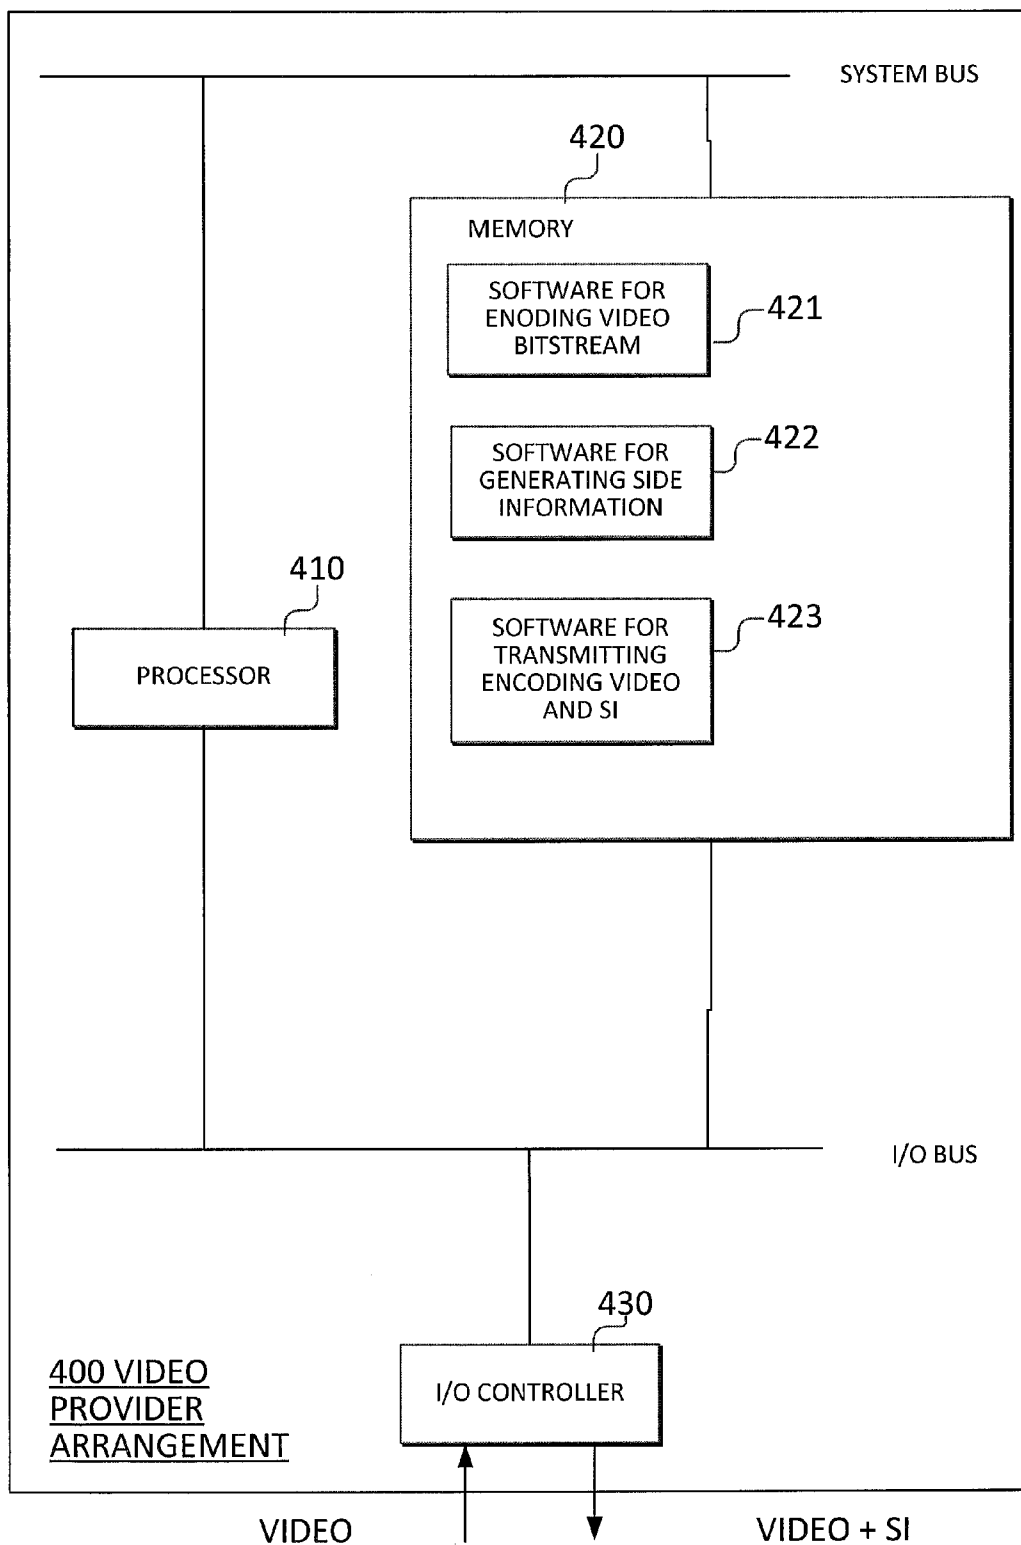 SYSTEM BUS
420
MEMORY
SOFTWARE FOR
ENODING VIDEO
BITSTREAM
421
SOFTWARE FOR
GENERATING SIDE
INFORMATION
422
410
PROCESSOR
SOFTWARE FOR
TRANSMITTING
ENCODING VIDEO
AND SI
423
I/O BUS
430
I/O CONTROLLER
400 VIDEO
PROVIDER
ARRANGEMENT
VIDEO
VIDEO + SI